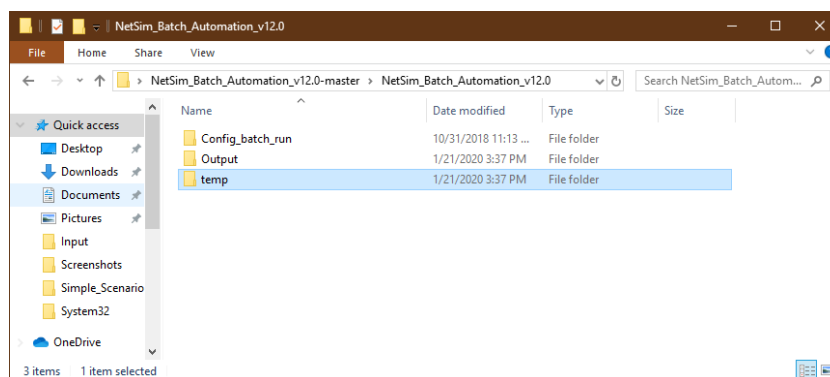 NetSim_Batch_Automation_v12.0
File Home Share View
NetSim_Batch_Automation_v12.0-master > NetSim_Batch_Automation_v12.0 Search NetSim_Batch_Autom...
Name Date modified Type Size
Quick access
Config_batch_run 10/31/2018 11:13 ... File folder
Desktop
Output 1/21/2020 3:37 PM File folder
Downloads
temp 1/21/2020 3:37 PM File folder
Documents
Pictures
Input
Screenshots
Simple_Scenario
System32
OneDrive
3 items 1 item selected